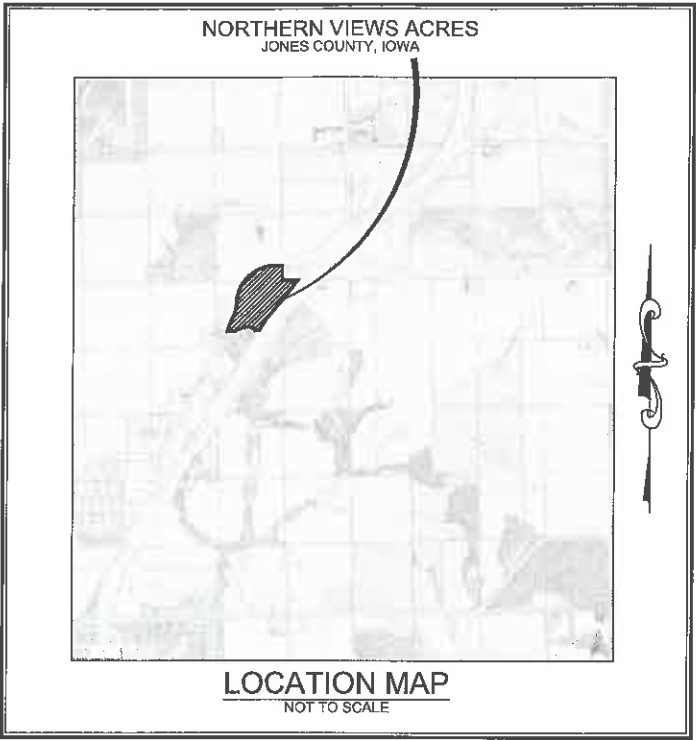 NORTHERN VIEWS ACRES
JONES COUNTY, IOWA
LOCATION MAP
NOT TO SCALE